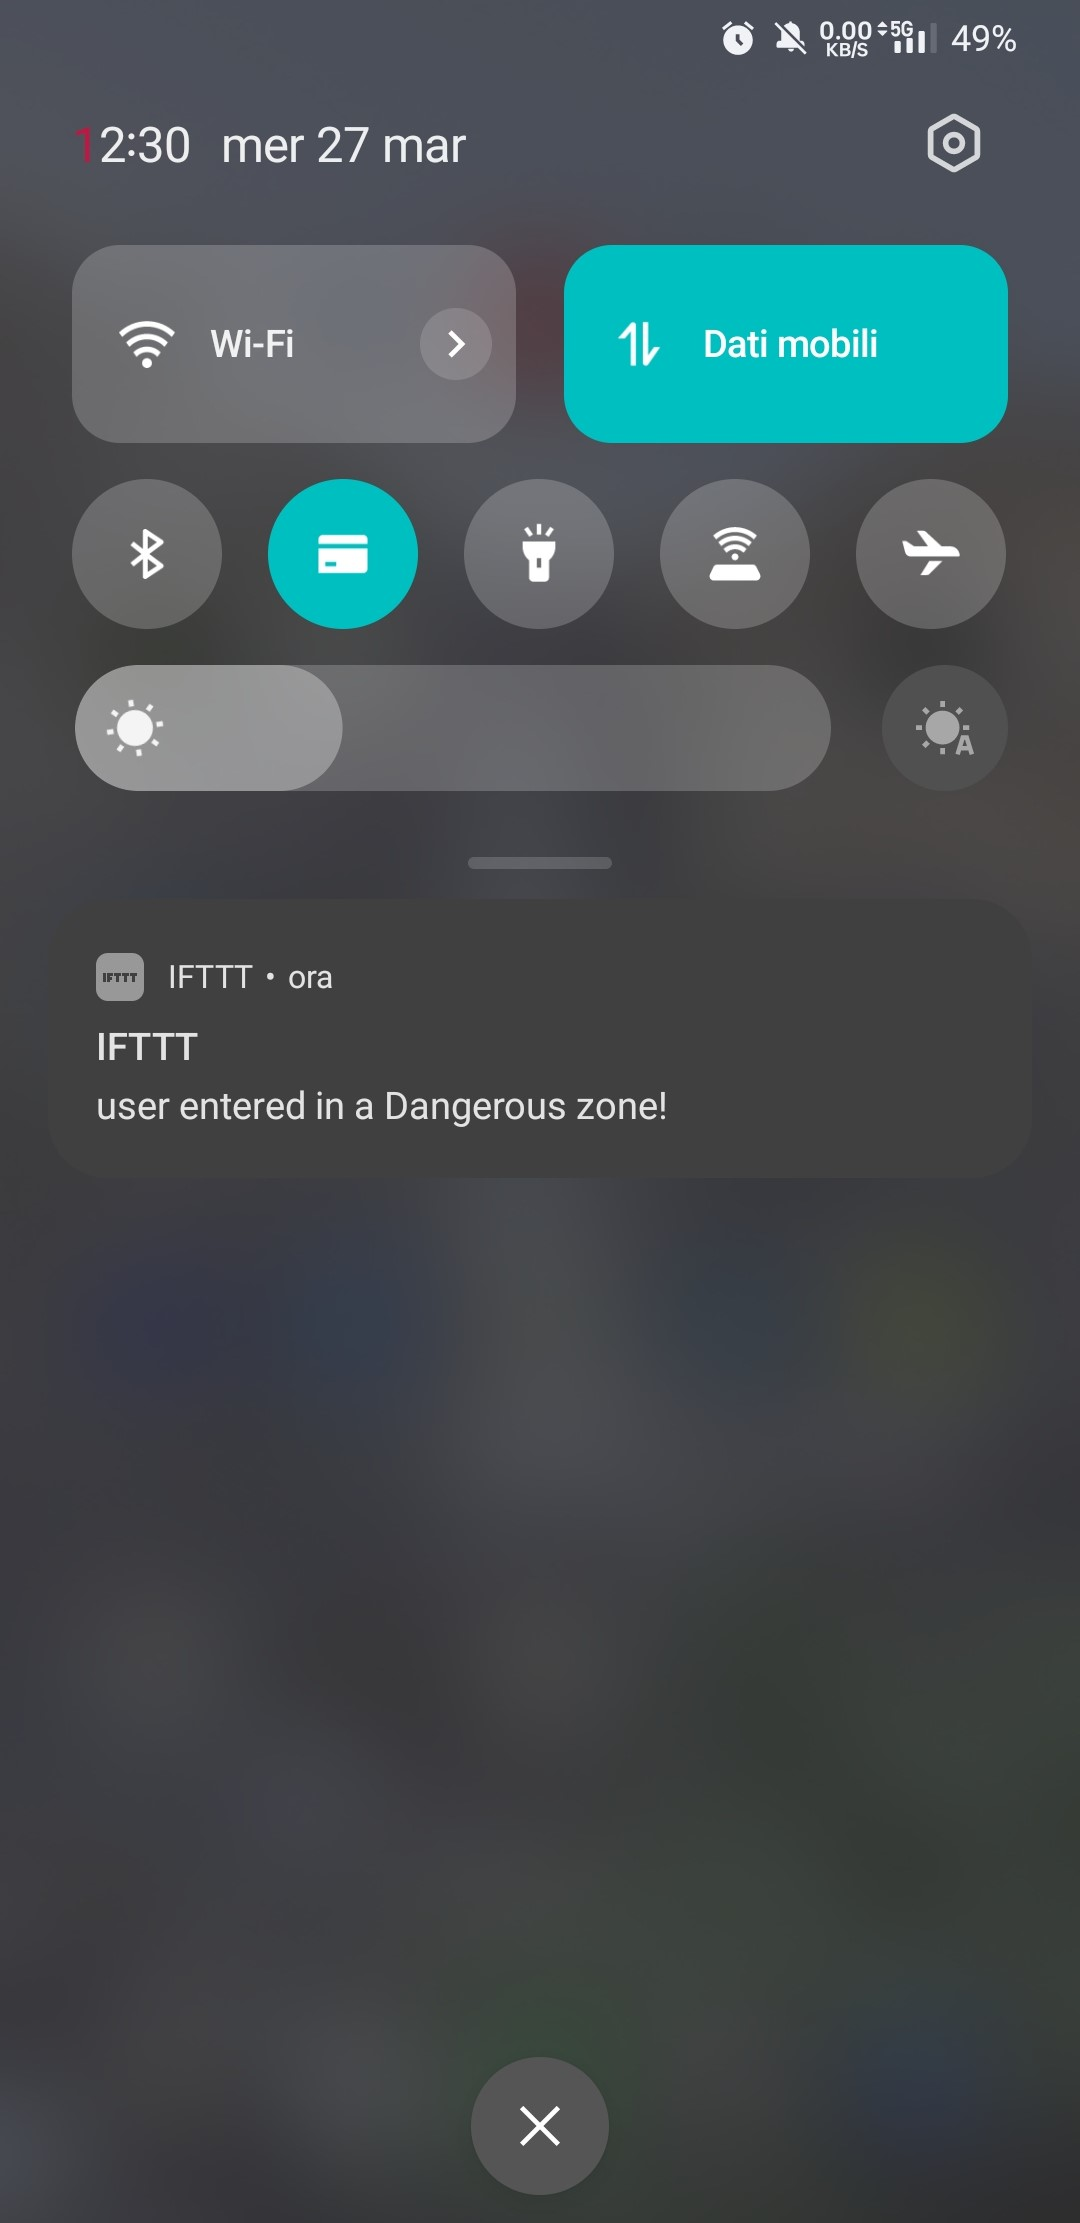 0.00 5G 49%
KB/S
12:30 mer 27 mar
Wi-Fi
Dati mobili
A
IFTTT IFTTT • ora
IFTTT
user entered in a Dangerous zone!